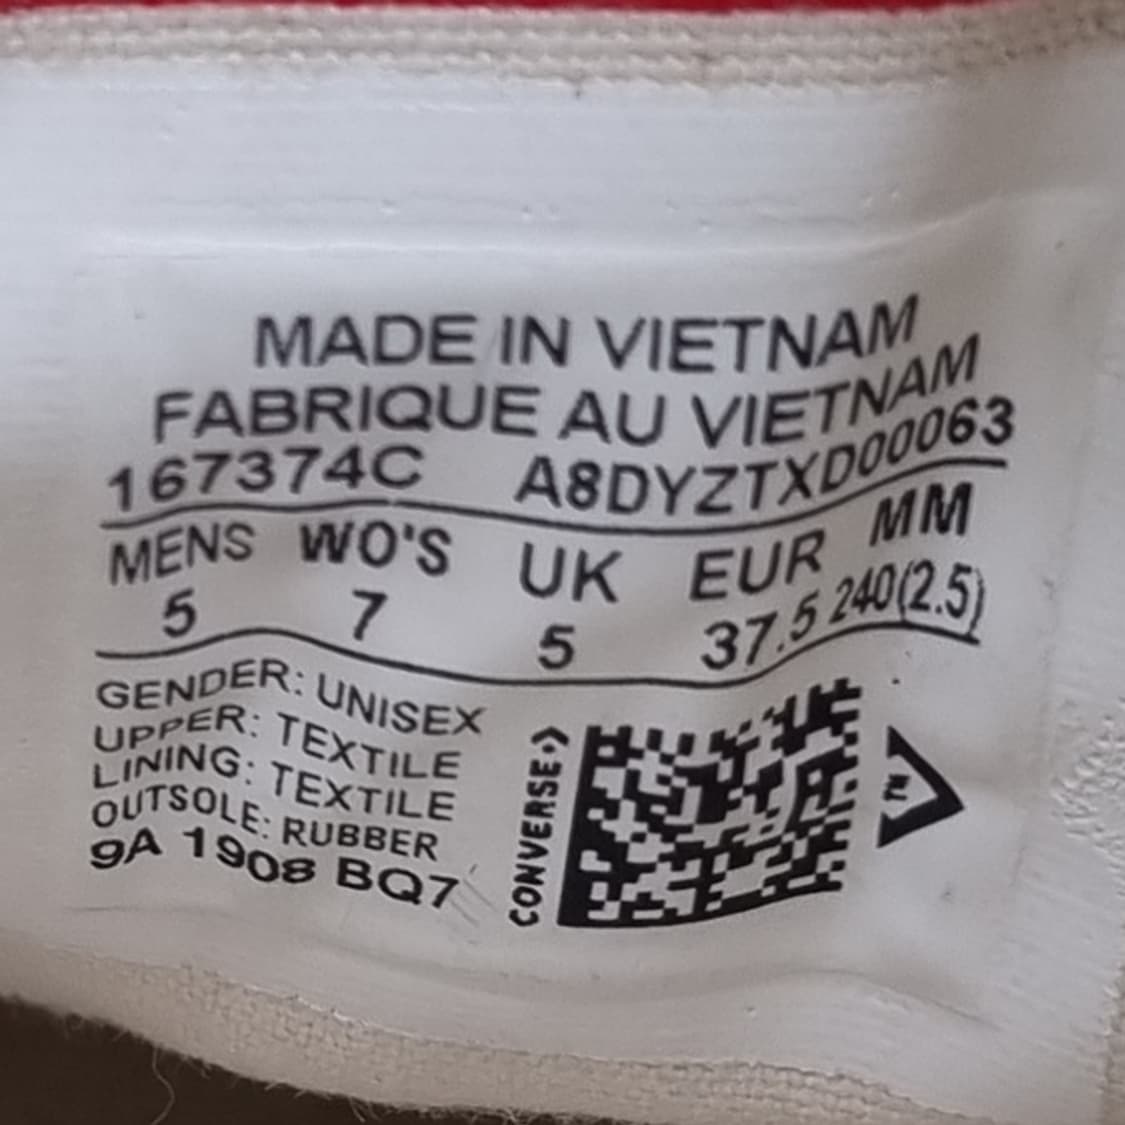 MADE IN VIETNAM
FABRIQUE AU VIETNAM
167374C A8DYZTXD00063
MENS WO'S UK EUR MM
5 7 5 37.5 240(2.5)
GENDER: UNISEX
UPPER: TEXTILE
LINING: TEXTILE
OUTSOLE: RUBBER
9A 1908 BQ7
CONVERSE